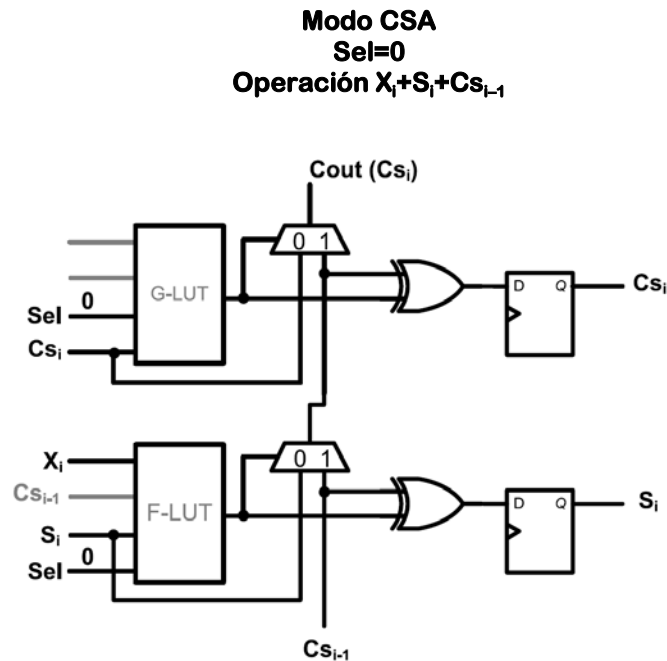 Modo CSA
Sel=0
Operación Xᵢ+Sᵢ+Csᵢ₋₁
Cout (Csᵢ)
0 1
G-LUT
Sel 0
Csᵢ
D Q
Csᵢ
0 1
Xᵢ
Csᵢ₋₁
F-LUT
Sᵢ
Sel 0
D Q
Sᵢ
Csᵢ₋₁